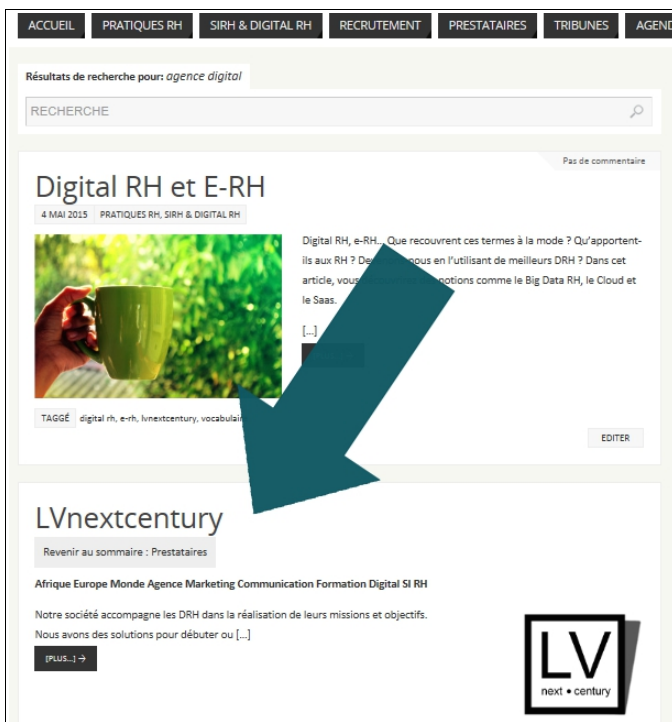 ACCUEIL PRATIQUES RH SIRH & DIGITAL RH RECRUTEMENT PRESTATAIRES TRIBUNES AGEND
Résultats de recherche pour: agence digital
RECHERCHE
Pas de commentaire
Digital RH et E-RH
4 MAI 2015 PRATIQUES RH, SIRH & DIGITAL RH
Digital RH, e-RH... Que recouvrent ces termes à la mode ? Qu'apportent-
ils aux RH ? nous en l'utilisant de meilleurs DRH ? Dans cet
article, vous notions comme le Big Data RH, le Cloud et
le Saas.
[...]
TAGGÉ digital rh, e-rh, lvnextcentury,
EDITER
LVnextcentury
Revenir au sommaire : Prestataires
Afrique Europe Monde Agence Marketing Communication Formation Digital SI RH
Notre société accompagne les DRH dans la réalisation de leurs missions et objectifs.
Nous avons des solutions pour débuter ou [...]
[PLUS...] →
LV
next • century